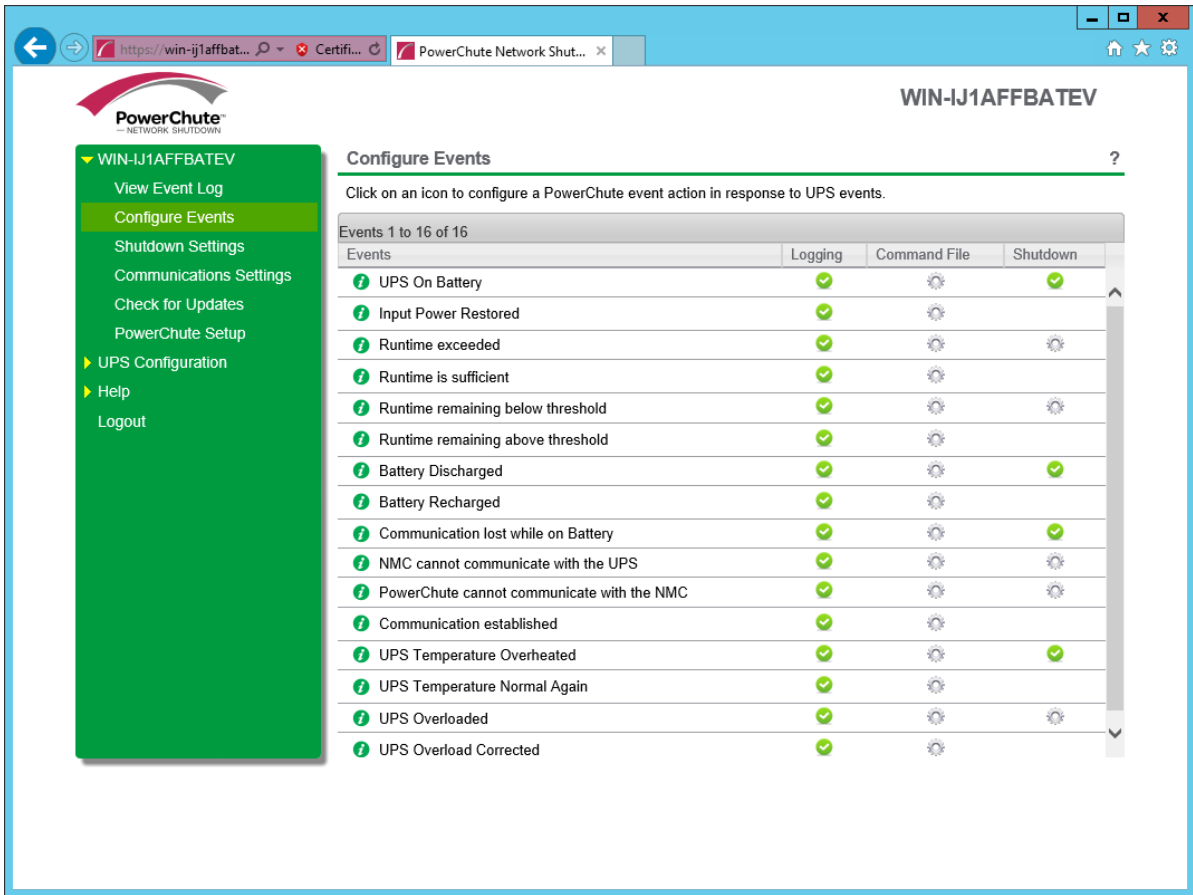 https://win-ij1affbat...
Certifi...
PowerChute Network Shut...
PowerChute™
— NETWORK SHUTDOWN
WIN-IJ1AFFBATEV
WIN-IJ1AFFBATEV
View Event Log
Configure Events
Shutdown Settings
Communications Settings
Check for Updates
PowerChute Setup
UPS Configuration
Help
Logout
Configure Events ?
Click on an icon to configure a PowerChute event action in response to UPS events.
Events 1 to 16 of 16
Events Logging Command File Shutdown
UPS On Battery
Input Power Restored
Runtime exceeded
Runtime is sufficient
Runtime remaining below threshold
Runtime remaining above threshold
Battery Discharged
Battery Recharged
Communication lost while on Battery
NMC cannot communicate with the UPS
PowerChute cannot communicate with the NMC
Communication established
UPS Temperature Overheated
UPS Temperature Normal Again
UPS Overloaded
UPS Overload Corrected